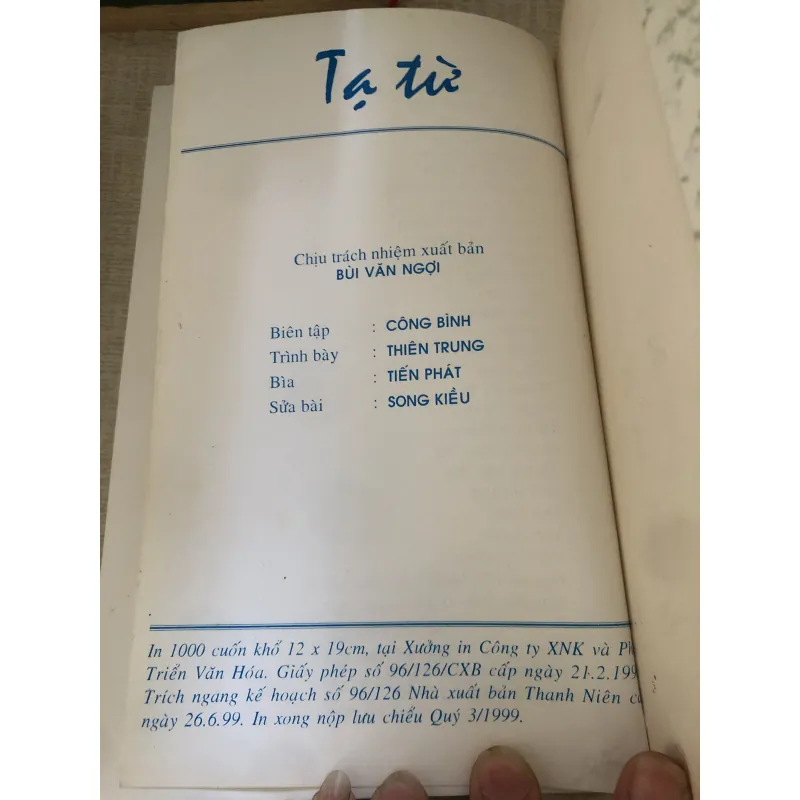 Tạ từ
Chịu trách nhiệm xuất bản
BÙI VĂN NGỢI
Biên tập : CÔNG BÌNH
Trình bày : THIÊN TRUNG
Bìa : TIẾN PHÁT
Sửa bài : SONG KIỀU
In 1000 cuốn khổ 12 x 19cm, tại Xưởng in Công ty XNK và
Triển Văn Hóa. Giấy phép số 96/126/CXB cấp ngày
Trích ngang kế hoạch số 96/126 Nhà xuất bản Thanh Niên
ngày 26.6.99. In xong nộp lưu chiểu Quý 3/1999.